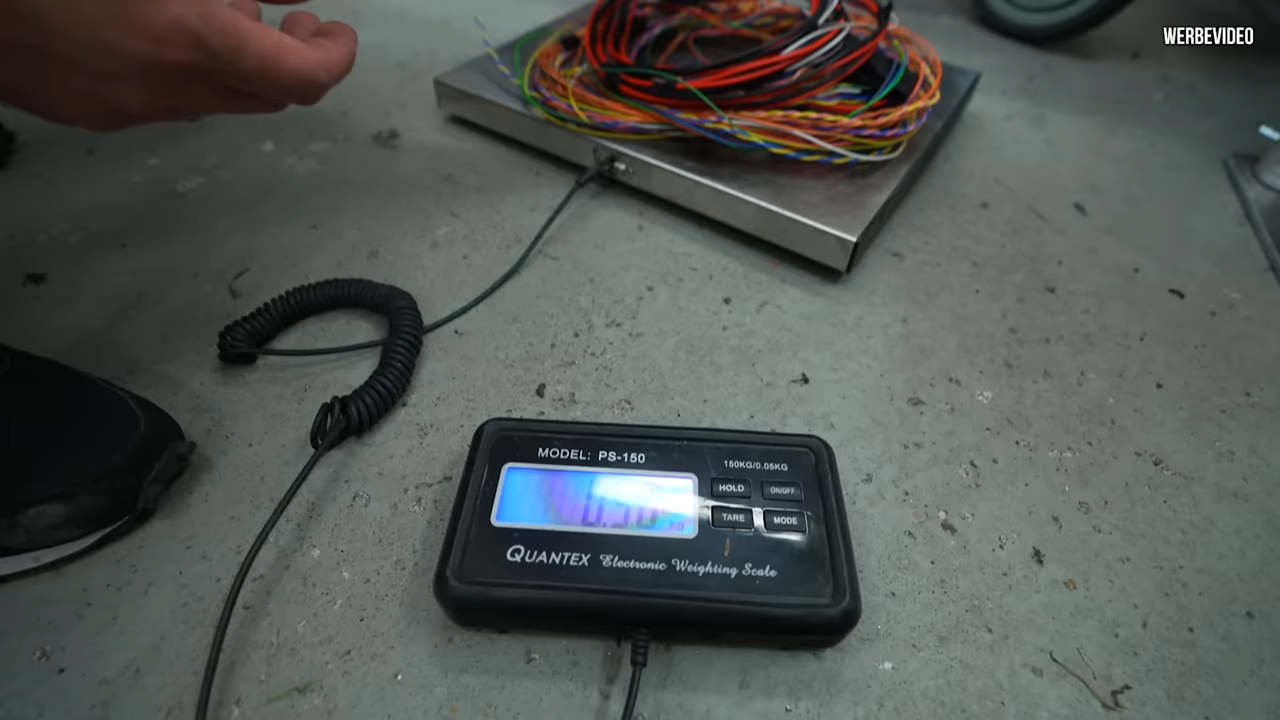 WERBEVIDEO
MODEL: PS-150
150KG/0.05KG
HOLD
ON/OFF
kg
TARE
MODE
QUANTEX Electronic Weighting Scale